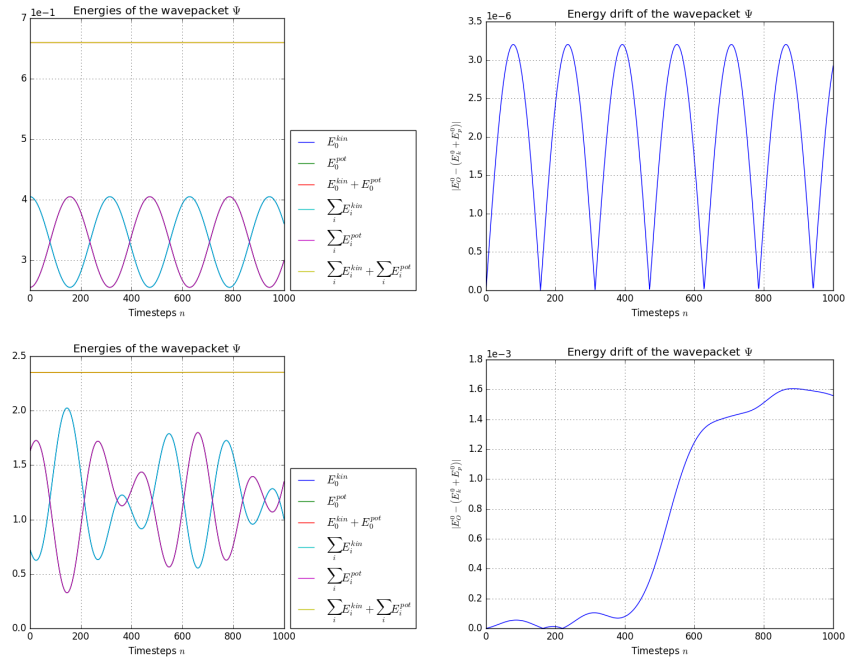 Energies of the wavepacket Ψ
7 1e−1
6
5
4
3
0 200 400 600 800 1000
Timesteps n
E_0^{kin}
E_0^{pot}
E_0^{kin} + E_0^{pot}
∑_i E_i^{kin}
∑_i E_i^{pot}
∑_i E_i^{kin} + ∑_i E_i^{pot}
Energy drift of the wavepacket Ψ
3.5 1e−6
3.0
2.5
2.0
1.5
1.0
0.5
0.0
0 200 400 600 800 1000
Timesteps n
|E_O^0 − (E_k^0 + E_p^0)|
Energies of the wavepacket Ψ
2.5
2.0
1.5
1.0
0.5
0.0
0 200 400 600 800 1000
Timesteps n
E_0^{kin}
E_0^{pot}
E_0^{kin} + E_0^{pot}
∑_i E_i^{kin}
∑_i E_i^{pot}
∑_i E_i^{kin} + ∑_i E_i^{pot}
Energy drift of the wavepacket Ψ
1.8 1e−3
1.6
1.4
1.2
1.0
0.8
0.6
0.4
0.2
0.0
0 200 400 600 800 1000
Timesteps n
|E_O^0 − (E_k^0 + E_p^0)|